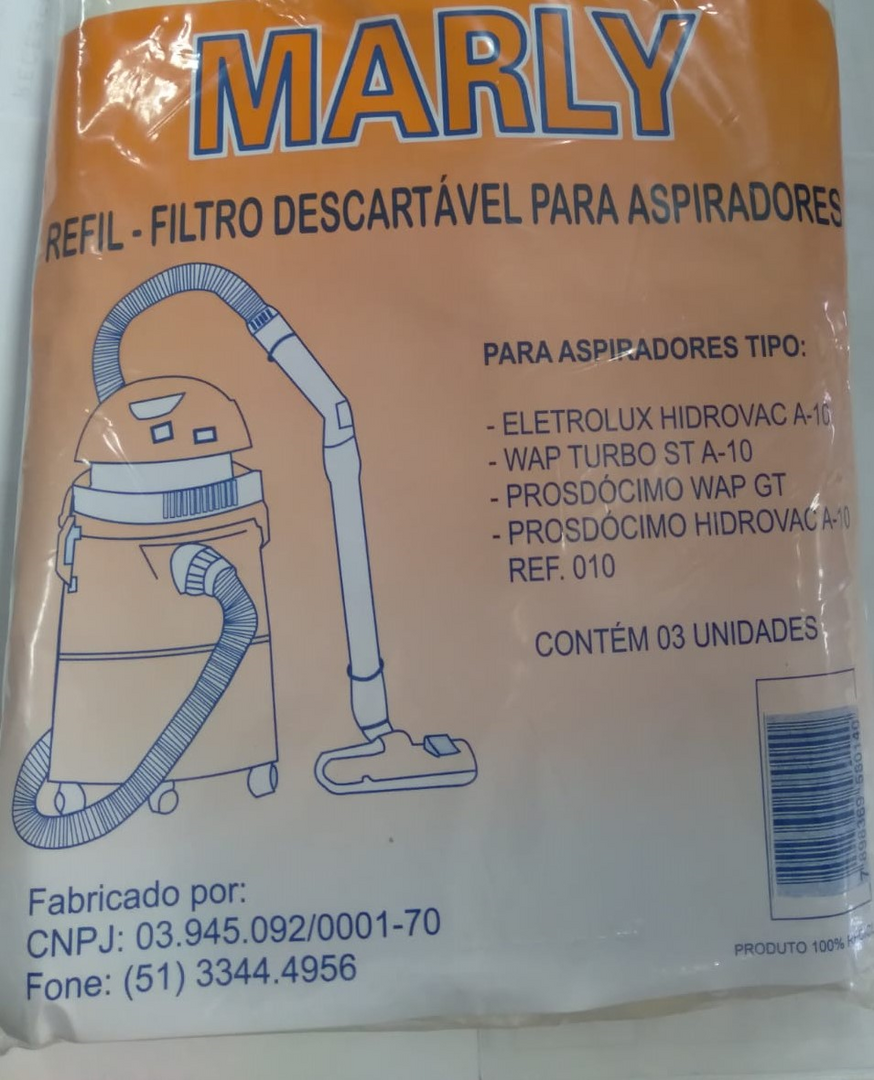 MARLY
REFIL - FILTRO DESCARTÁVEL PARA ASPIRADORES
PARA ASPIRADORES TIPO:
- ELETROLUX HIDROVAC A-10
- WAP TURBO ST A-10
- PROSDÓCIMO WAP GT
- PROSDÓCIMO HIDROVAC A-10
REF. 010
CONTÉM 03 UNIDADES
Fabricado por:
CNPJ: 03.945.092/0001-70
Fone: (51) 3344.4956
PRODUTO 100%